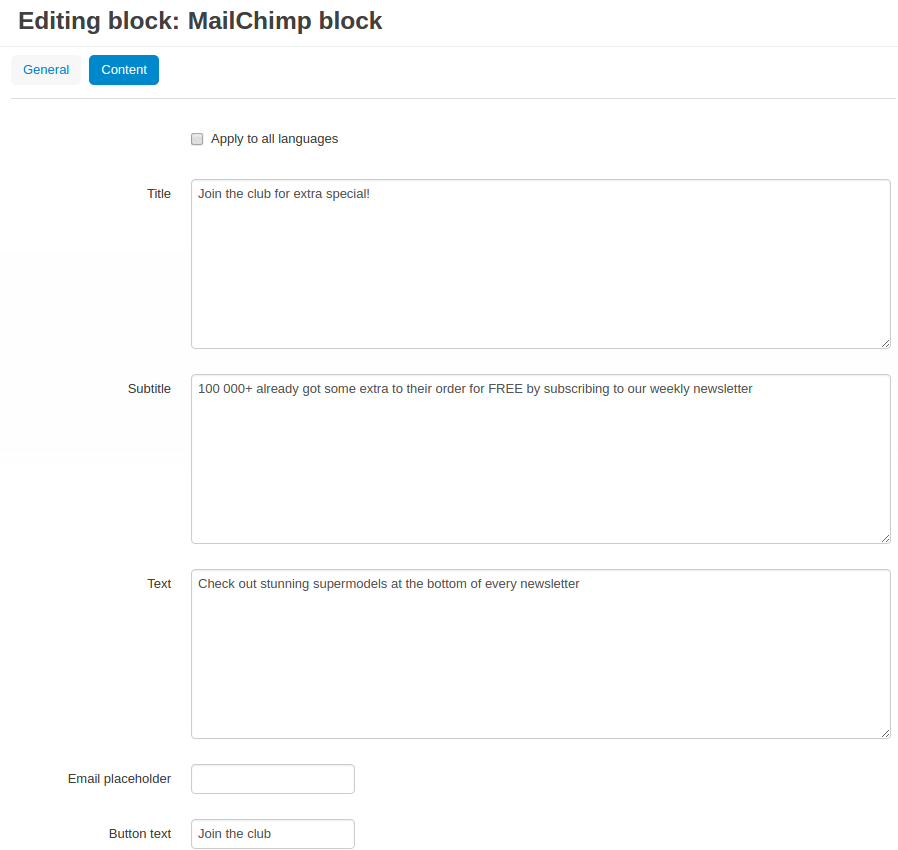 Editing block: MailChimp block
General Content
Apply to all languages
Title Join the club for extra special!
Subtitle 100 000+ already got some extra to their order for FREE by subscribing to our weekly newsletter
Text Check out stunning supermodels at the bottom of every newsletter
Email placeholder
Button text Join the club